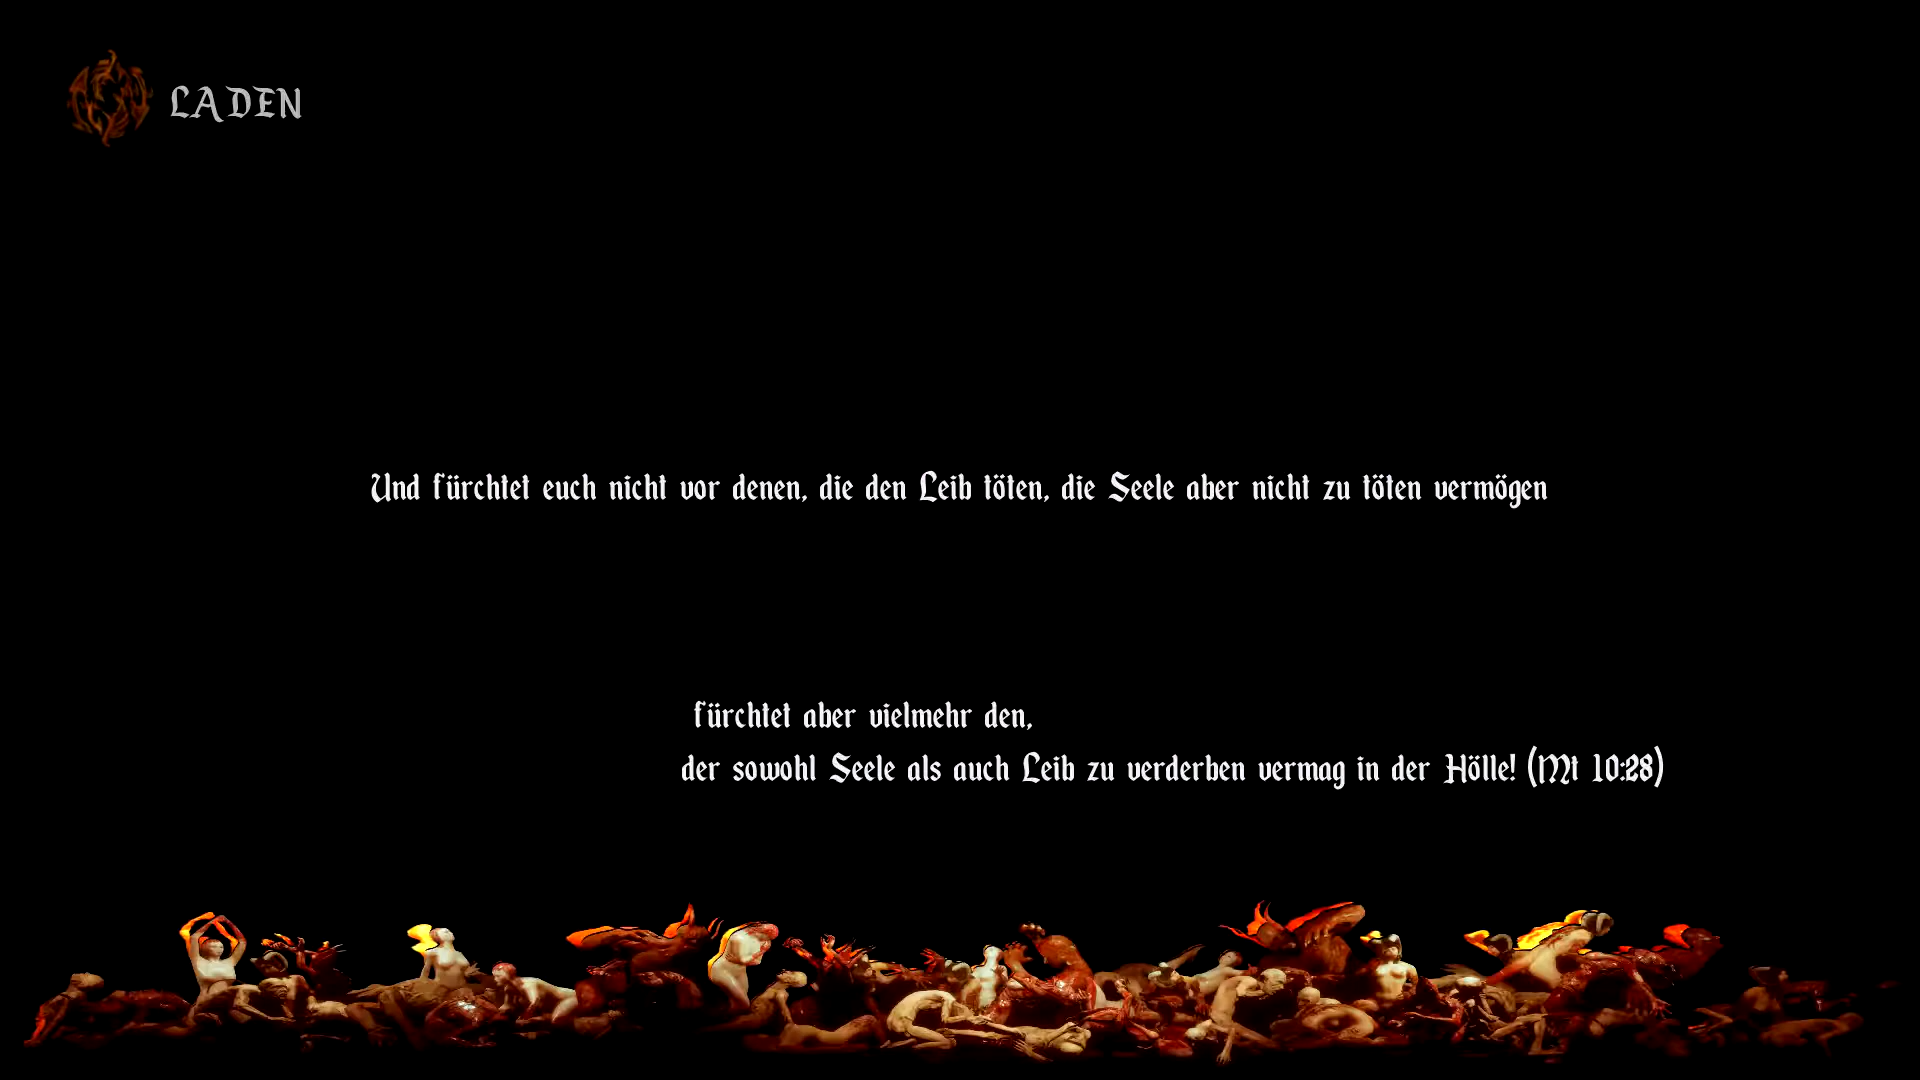 LADEN
Und fürchtet euch nicht vor denen, die den Leib töten, die Seele aber nicht zu töten vermögen
fürchtet aber vielmehr den,
der sowohl Seele als auch Leib zu verderben vermag in der Hölle! (Mt 10:28)